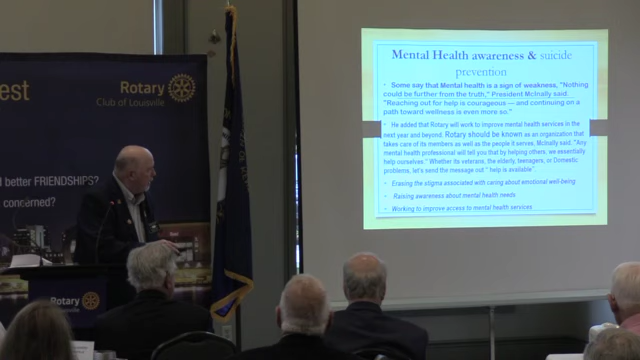 est
Rotary
Club of Louisville
d better FRIENDSHIPS?
concerned?
Rotary
Mental Health awareness & suicide
prevention
• Some say that Mental health is a sign of weakness, "Nothing
could be further from the truth," President McInally said.
"Reaching out for help is courageous — and continuing on a
path toward wellness is even more so."
• He added that Rotary will work to improve mental health services in the
next year and beyond. Rotary should be known as an organization that
takes care of its members as well as the people it serves, McInally said. "Any
mental health professional will tell you that by helping others, we essentially
help ourselves." Whether its veterans, the elderly, teenagers, or Domestic
problems, let's send the message out " help is available".
• Erasing the stigma associated with caring about emotional well-being
• Raising awareness about mental health needs
• Working to improve access to mental health services